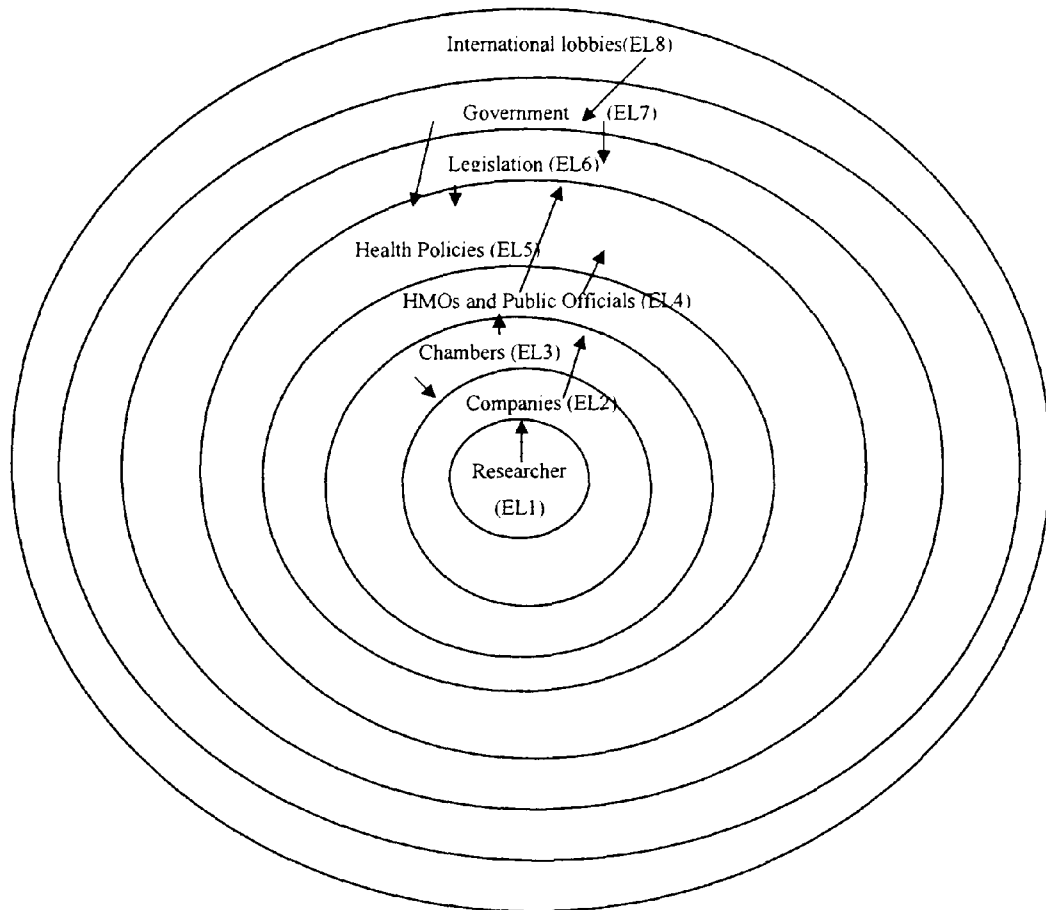 International lobbies(EL8)
Government (EL7)
Legislation (EL6)
Health Policies (EL5)
HMOs and Public Officials (EL4)
Chambers (EL3)
Companies (EL2)
Researcher
(EL1)